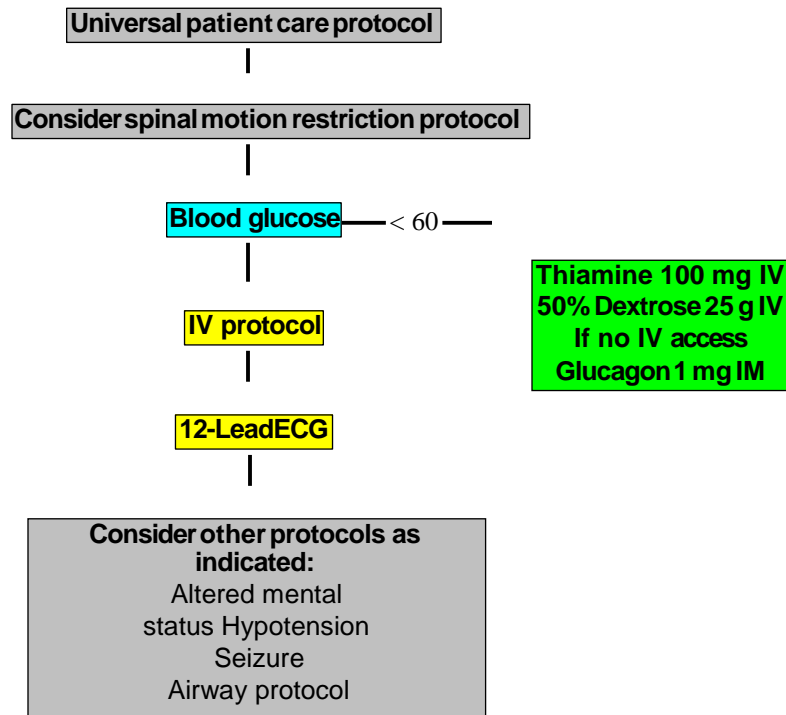 Universal patient care protocol
Consider spinal motion restriction protocol
Blood glucose
< 60
Thiamine 100 mg IV
50% Dextrose 25 g IV
If no IV access
Glucagon 1 mg IM
IV protocol
12-Lead ECG
Consider other protocols as
indicated:
Altered mental
status Hypotension
Seizure
Airway protocol